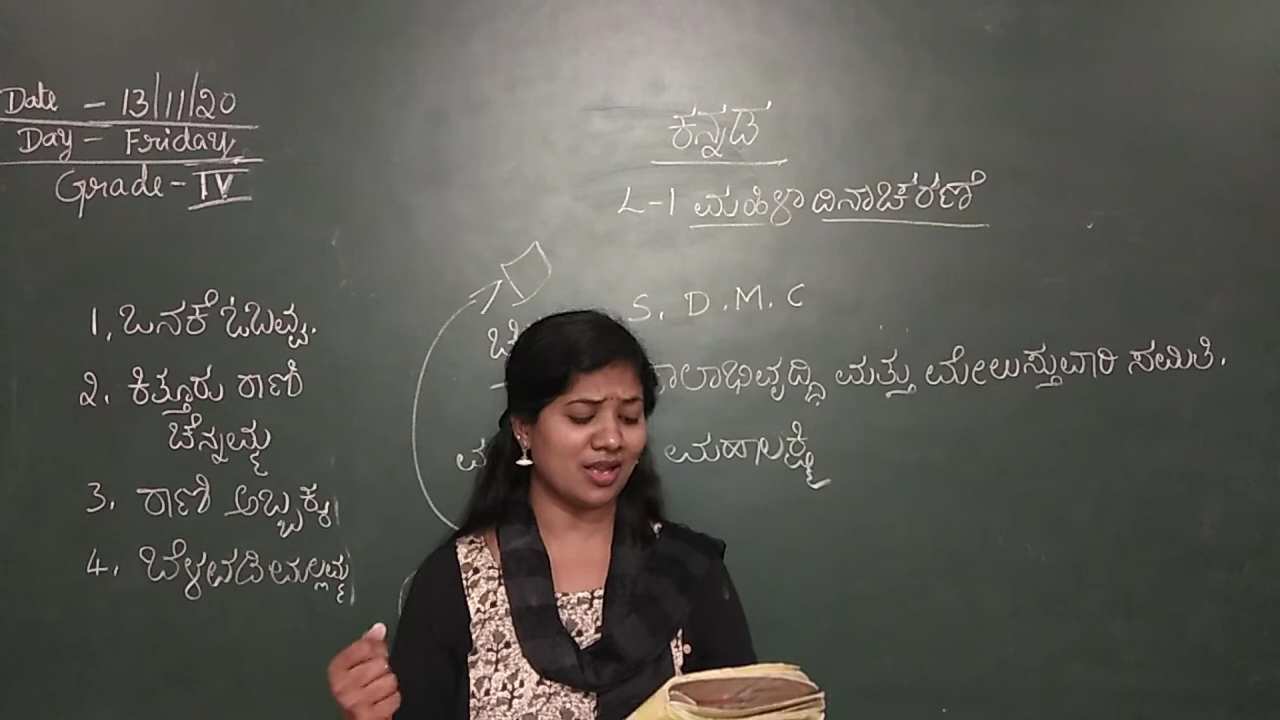 Date - 13/11/20
Day - Friday
Grade - IV
ಕನ್ನಡ
L-1 ಮಹಿಳಾ ದಿನಾಚರಣೆ
1. ಒನಕೆ ಓಬವ್ವ.
2. ಕಿತ್ತೂರು ರಾಣಿ
ಚೆನ್ನಮ್ಮ
3. ರಾಣಿ ಅಬ್ಬಕ್ಕ
4. ಬೆಳವಡಿ ಮಲ್ಲಮ್ಮ
S. D. M. C
ಮತ್ತು ಮೇಲುಸ್ತುವಾರಿ ಸಮಿತಿ.
ಮಹಾಲಕ್ಷ್ಮಿ